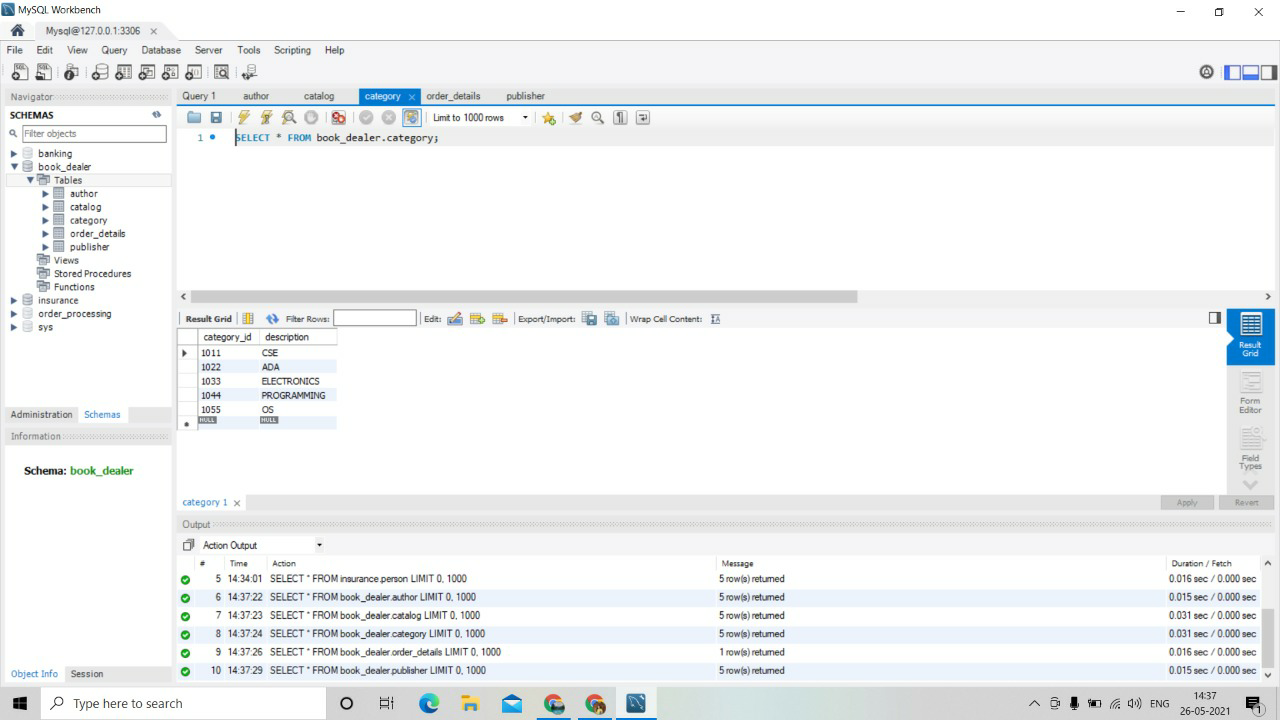 MySQL Workbench
Mysql@127.0.0.1:3306
File Edit View Query Database Server Tools Scripting Help
Navigator
SCHEMAS
Filter objects
banking
book_dealer
Tables
author
catalog
category
order_details
publisher
Views
Stored Procedures
Functions
insurance
order_processing
sys
Administration Schemas
Information
Schema: book_dealer
Object Info Session
Query 1 author catalog category order_details publisher
Limit to 1000 rows
1 SELECT * FROM book_dealer.category;
Result Grid Filter Rows: Edit: Export/Import: Wrap Cell Content:
category_id description
1011 CSE
1022 ADA
1033 ELECTRONICS
1044 PROGRAMMING
1055 OS
NULL NULL
Result
Grid
Form
Editor
Field
Types
category 1
Apply Revert
Output
Action Output
# Time Action Message Duration / Fetch
5 14:34:01 SELECT * FROM insurance.person LIMIT 0, 1000 5 row(s) returned 0.016 sec / 0.000 sec
6 14:37:22 SELECT * FROM book_dealer.author LIMIT 0, 1000 5 row(s) returned 0.015 sec / 0.000 sec
7 14:37:23 SELECT * FROM book_dealer.catalog LIMIT 0, 1000 5 row(s) returned 0.031 sec / 0.000 sec
8 14:37:24 SELECT * FROM book_dealer.category LIMIT 0, 1000 5 row(s) returned 0.031 sec / 0.000 sec
9 14:37:26 SELECT * FROM book_dealer.order_details LIMIT 0, 1000 1 row(s) returned 0.016 sec / 0.000 sec
10 14:37:29 SELECT * FROM book_dealer.publisher LIMIT 0, 1000 5 row(s) returned 0.015 sec / 0.000 sec
Type here to search
ENG
14:37
26-05-2021
1